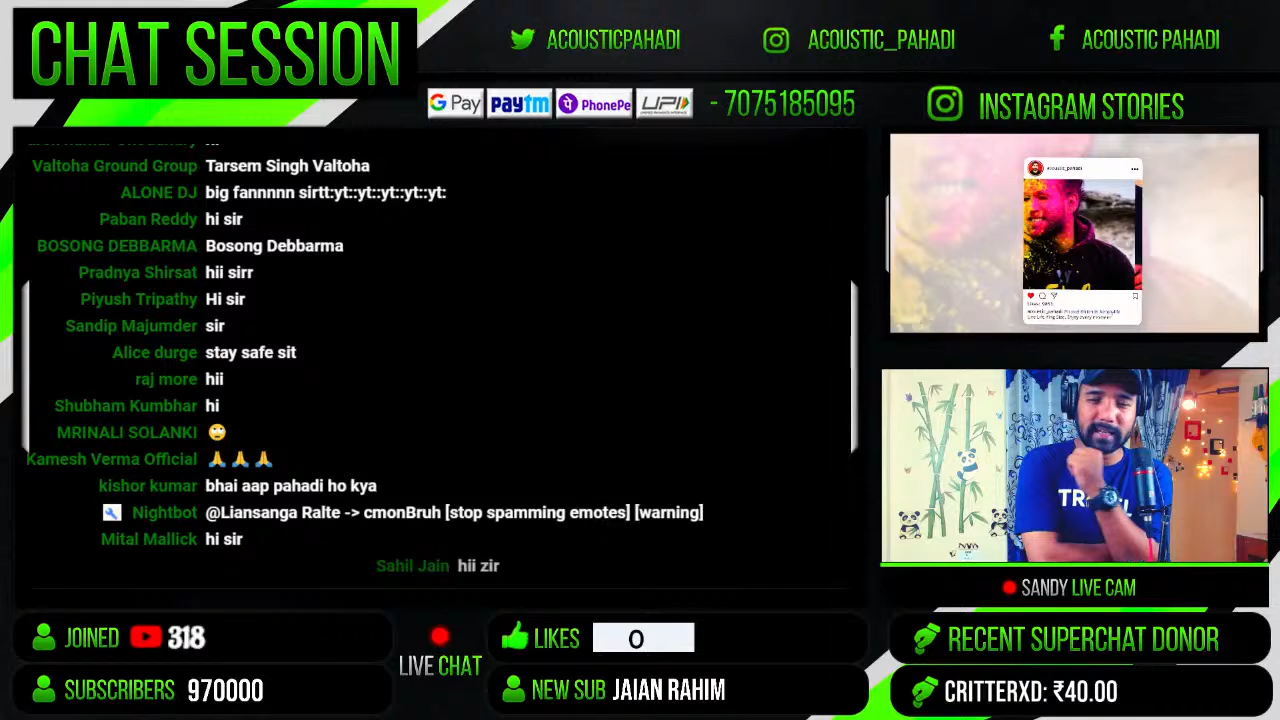 CHAT SESSION
ACOUSTICPAHADI
ACOUSTIC_PAHADI
ACOUSTIC PAHADI
G Pay paytm PhonePe UPI - 7075185095
INSTAGRAM STORIES
Valtoha Ground Group Tarsem Singh Valtoha
ALONE DJ big fannnnn sirtt:yt::yt::yt::yt::yt:
Paban Reddy hi sir
BOSONG DEBBARMA Bosong Debbarma
Pradnya Shirsat hii sirr
Piyush Tripathy Hi sir
Sandip Majumder sir
Alice durge stay safe sit
raj more hii
Shubham Kumbhar hi
MRINALI SOLANKI 🙄
Kamesh Verma Official 🙏🙏🙏
kishor kumar bhai aap pahadi ho kya
Nightbot @Liansanga Ralte -> cmonBruh [stop spamming emotes] [warning]
Mital Mallick hi sir
Sahil Jain hii zir
acoustic_pahadi
SANDY LIVE CAM
JOINED 318
LIVE CHAT
LIKES 0
RECENT SUPERCHAT DONOR
SUBSCRIBERS 970000
NEW SUB JAIAN RAHIM
CRITTERXD: ₹40.00